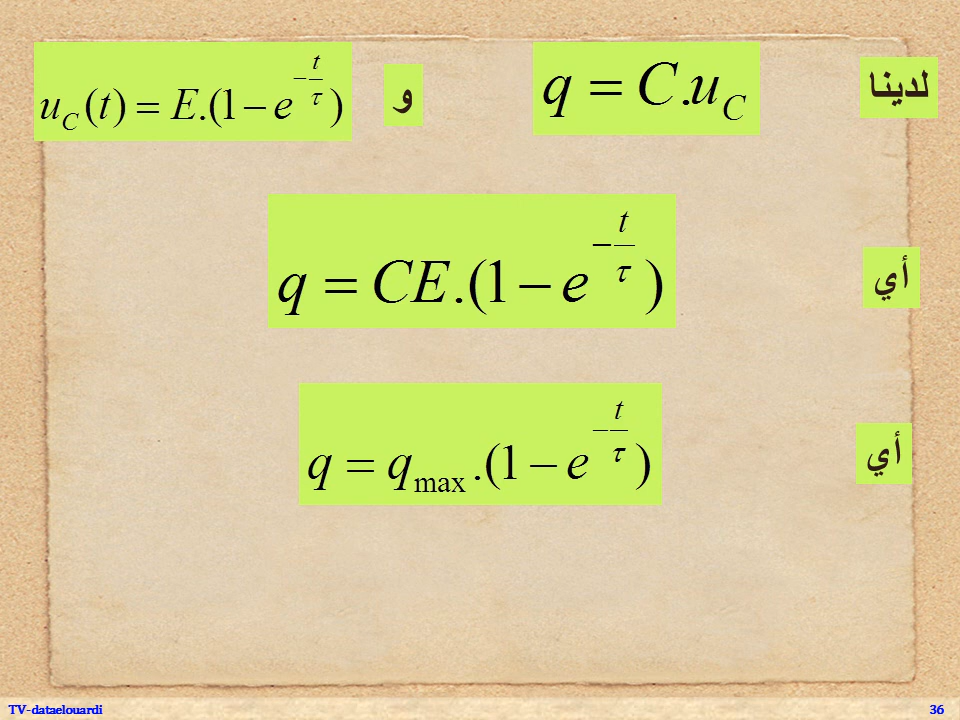 لدينا q = C.u_C و u_C(t) = E.(1 − e^{−t/τ})
أي q = CE.(1 − e^{−t/τ})
أي q = q_max.(1 − e^{−t/τ})
TV-dataelouardi 36